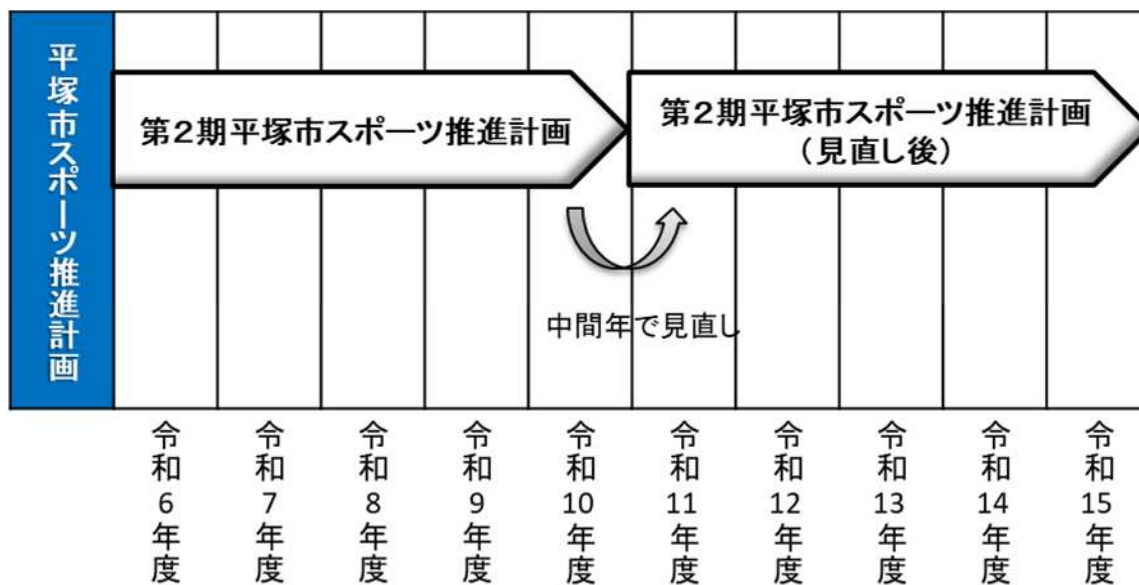 平塚市スポーツ推進計画
第2期平塚市スポーツ推進計画
第2期平塚市スポーツ推進計画
（見直し後）
中間年で見直し
令和6年度
令和7年度
令和8年度
令和9年度
令和10年度
令和11年度
令和12年度
令和13年度
令和14年度
令和15年度